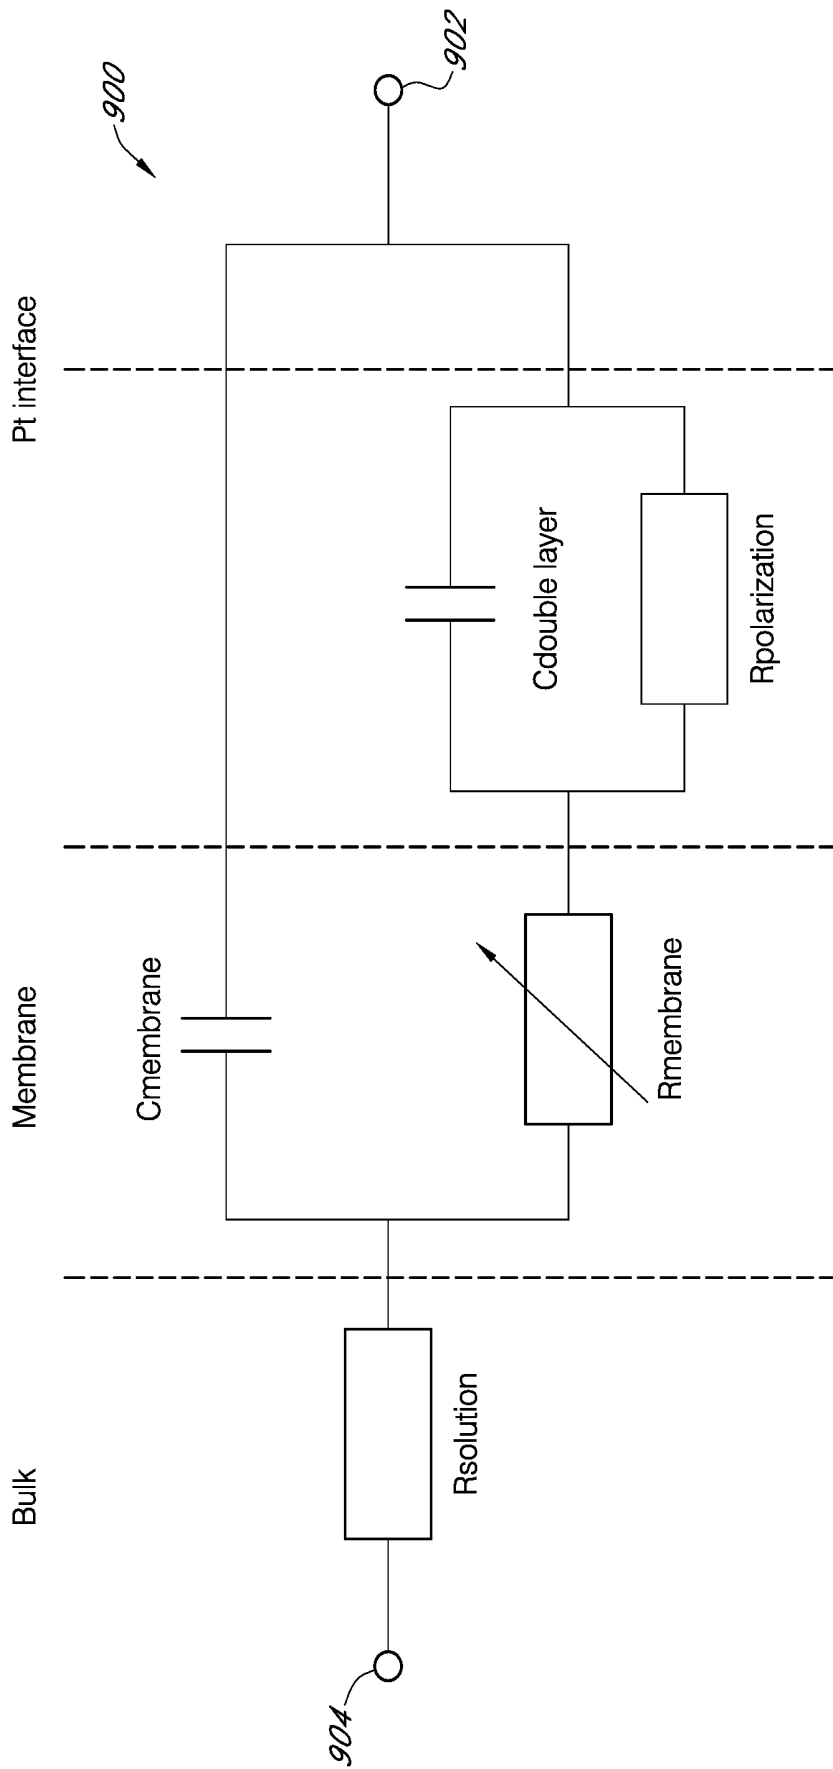 Bulk
Membrane
Pt interface
900
Cmembrane
904
902
Rsolution
Cdouble layer
Rmembrane
Rpolarization